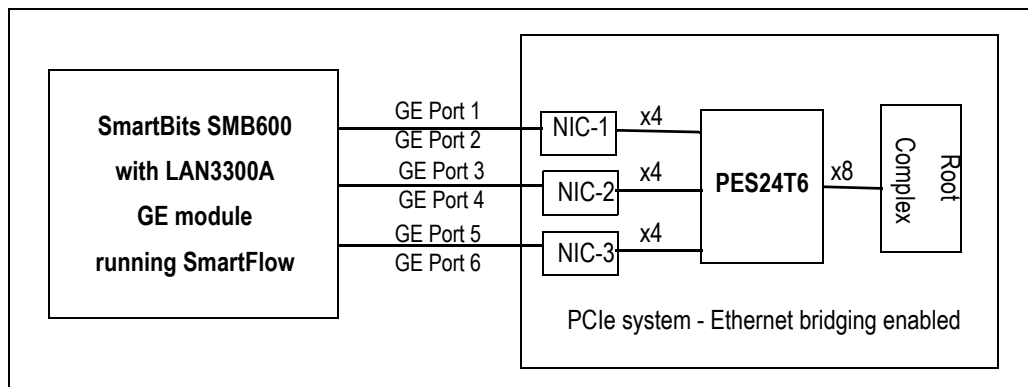 SmartBits SMB600
with LAN3300A
GE module
running SmartFlow
GE Port 1
GE Port 2
GE Port 3
GE Port 4
GE Port 5
GE Port 6
NIC-1
NIC-2
NIC-3
x4
x4
x4
PES24T6
x8
Root
Complex
PCIe system - Ethernet bridging enabled